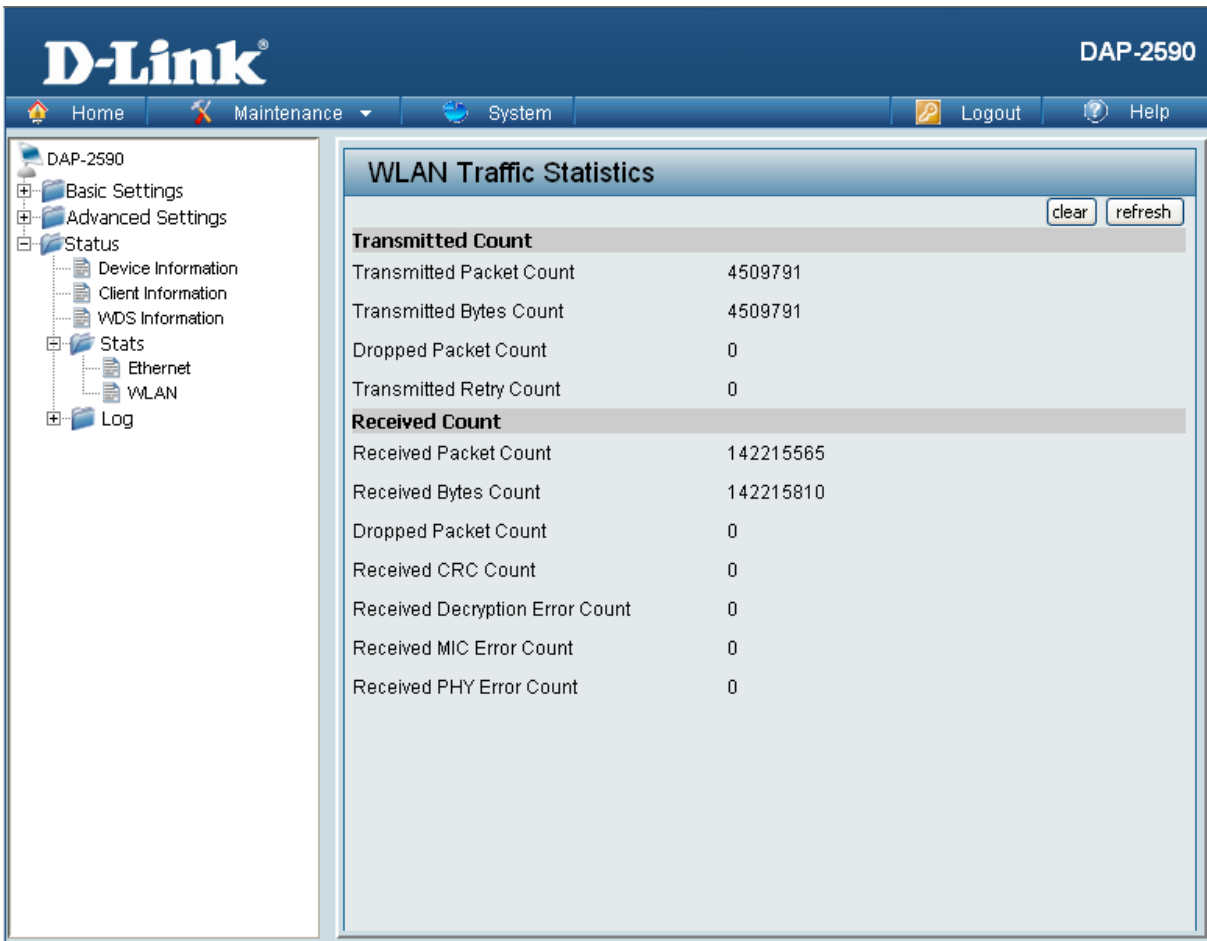 D-Link®
DAP-2590
Home Maintenance System Logout Help
DAP-2590
Basic Settings
Advanced Settings
Status
Device Information
Client Information
WDS Information
Stats
Ethernet
WLAN
Log
WLAN Traffic Statistics
clear refresh
Transmitted Count
Transmitted Packet Count 4509791
Transmitted Bytes Count 4509791
Dropped Packet Count 0
Transmitted Retry Count 0
Received Count
Received Packet Count 142215565
Received Bytes Count 142215810
Dropped Packet Count 0
Received CRC Count 0
Received Decryption Error Count 0
Received MIC Error Count 0
Received PHY Error Count 0